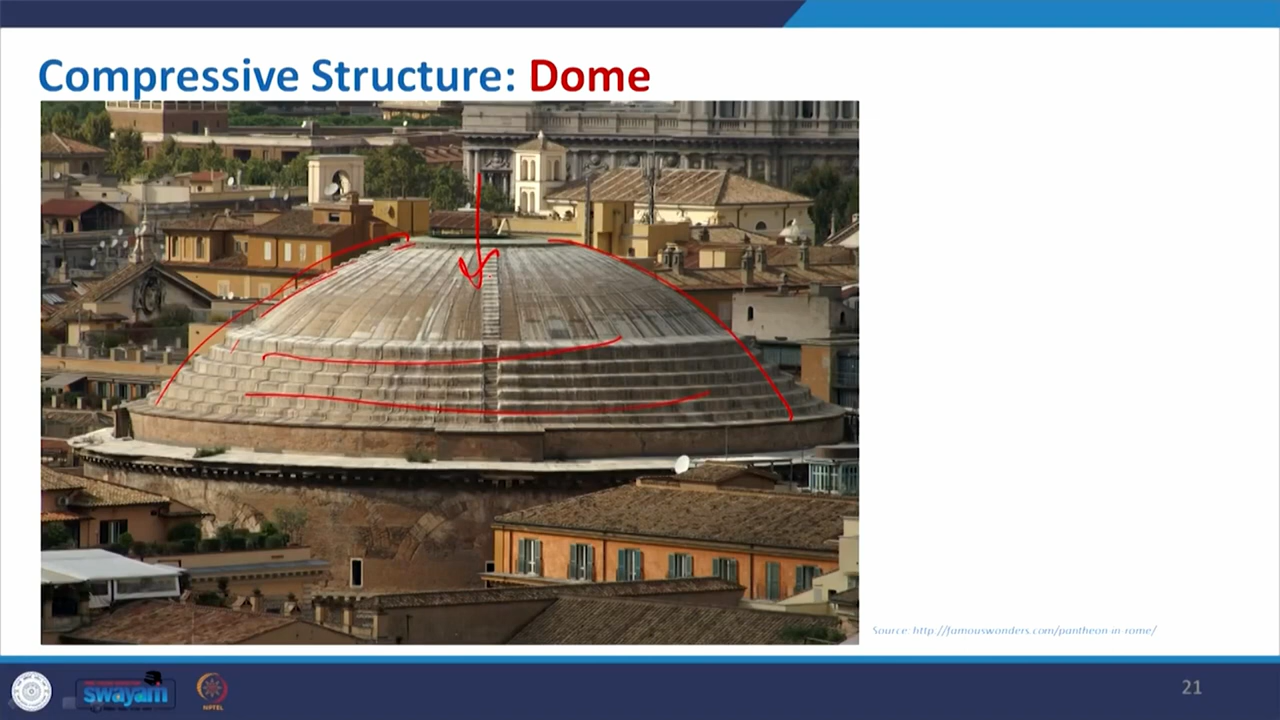 Compressive Structure: Dome
Source: http://famouswonders.com/pantheon-in-rome/
swayam
NPTEL
21